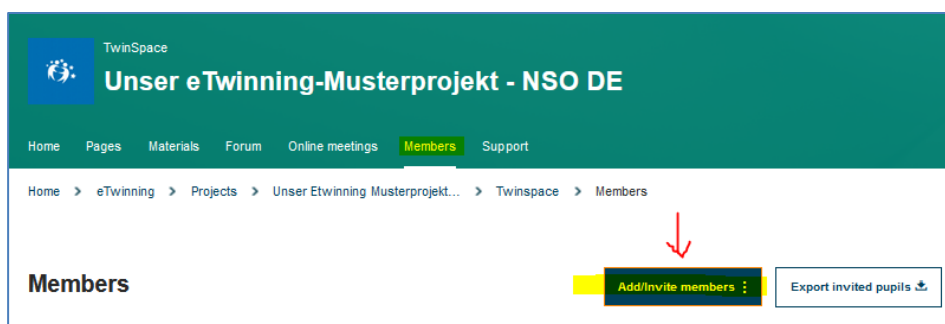 TwinSpace
Unser eTwinning-Musterprojekt - NSO DE
Home Pages Materials Forum Online meetings Members Support
Home > eTwinning > Projects > Unser Etwinning Musterprojekt... > Twinspace > Members
Members
Add/Invite members
Export invited pupils